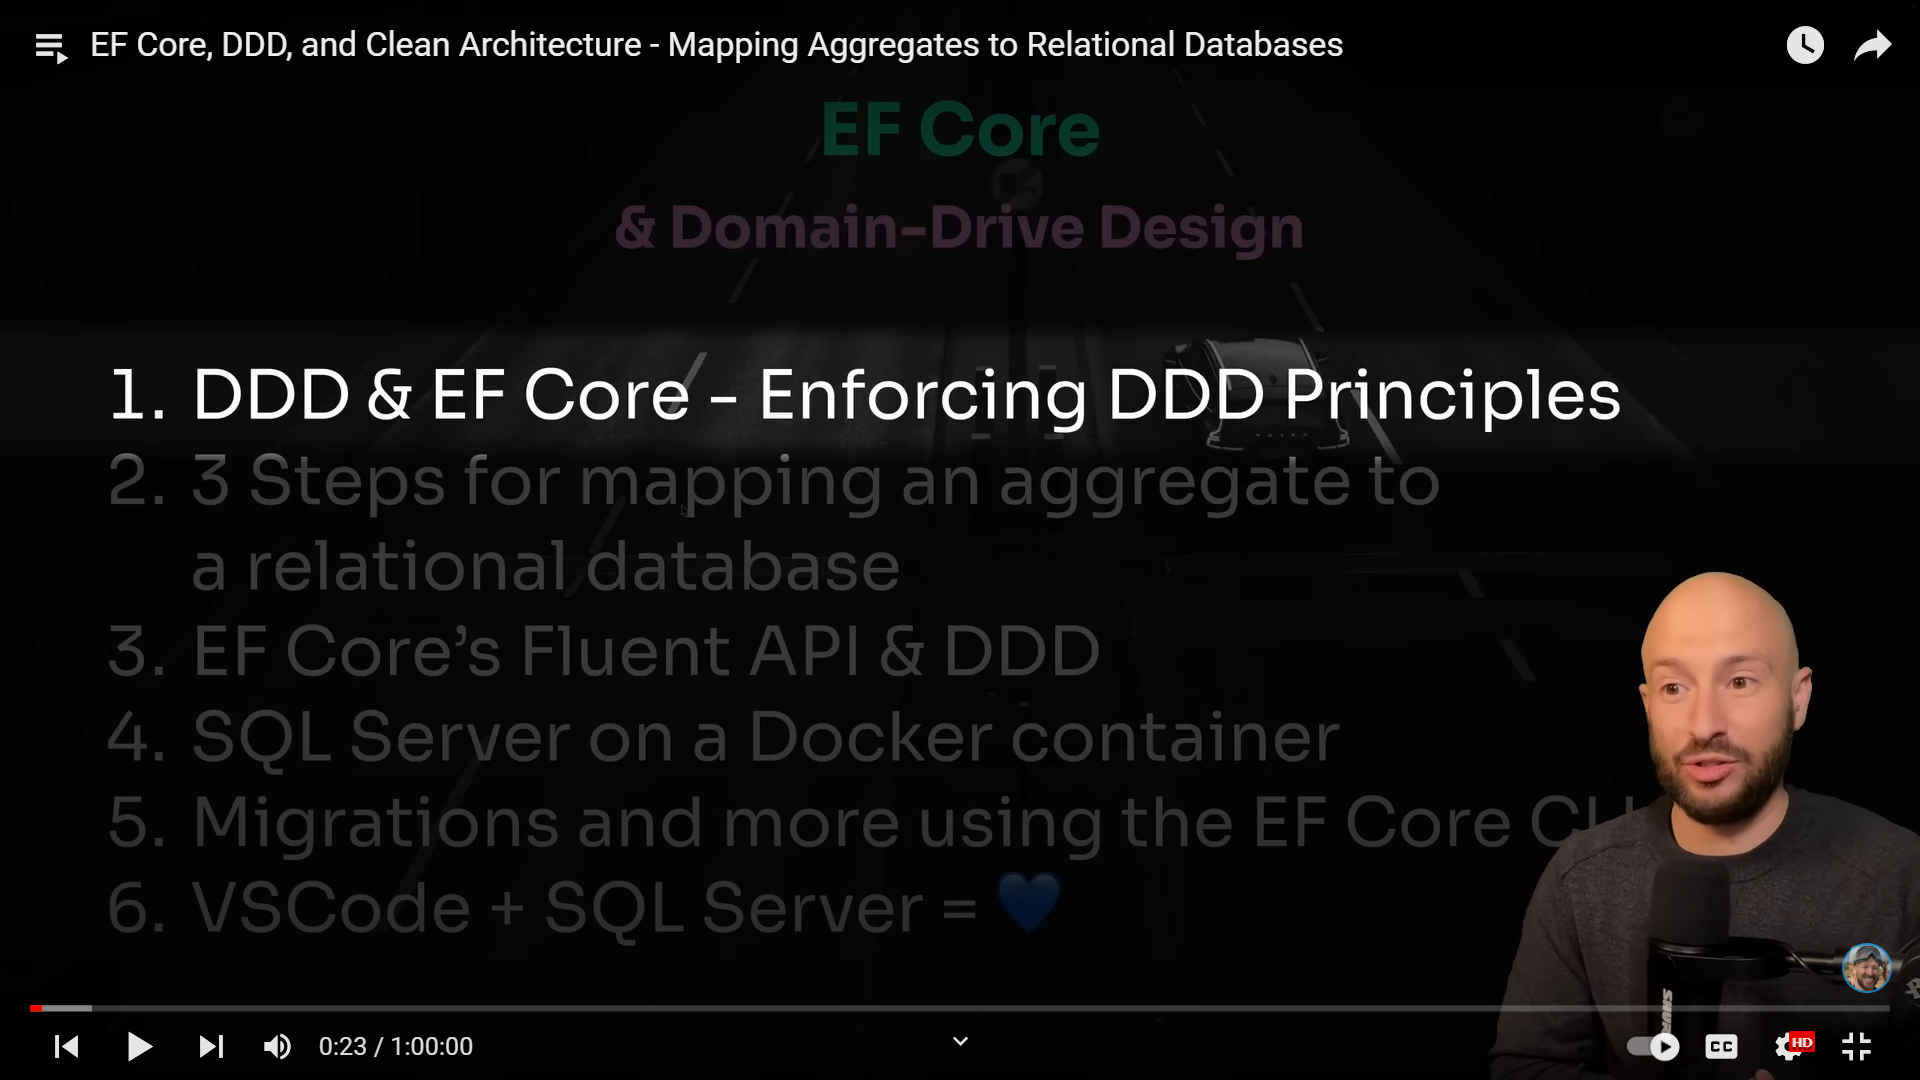 EF Core, DDD, and Clean Architecture - Mapping Aggregates to Relational Databases
EF Core
& Domain-Drive Design
1. DDD & EF Core - Enforcing DDD Principles
2. 3 Steps for mapping an aggregate to
a relational database
3. EF Core’s Fluent API & DDD
4. SQL Server on a Docker container
5. Migrations and more using the EF Core CLI
6. VSCode + SQL Server = 💙
SHURE
0:23 / 1:00:00
CC
HD